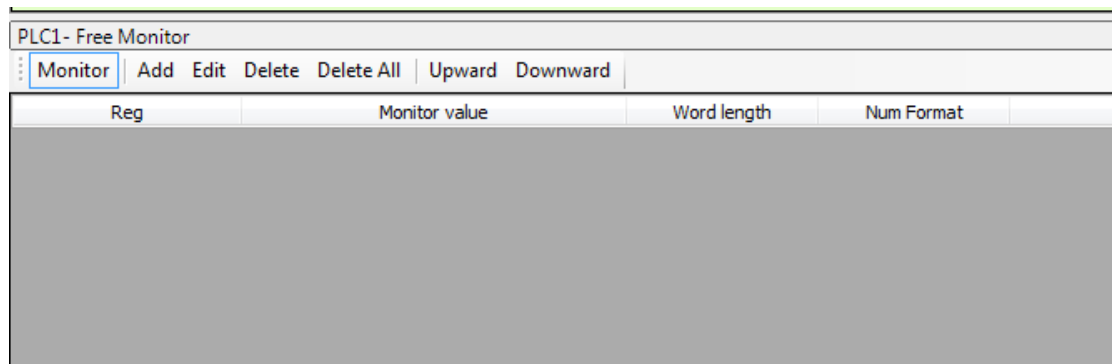 PLC1- Free Monitor
Monitor Add Edit Delete Delete All Upward Downward
Reg Monitor value Word length Num Format